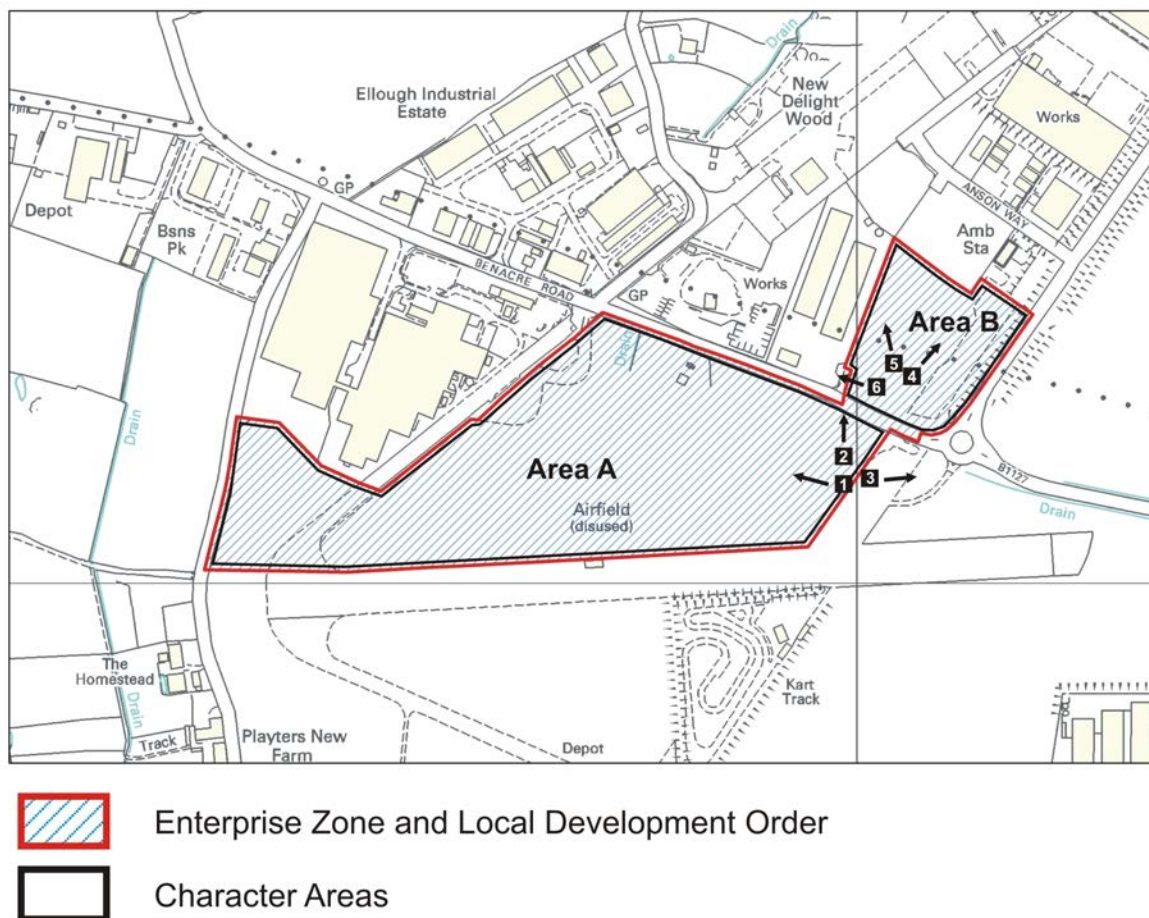 Drain
Ellough Industrial
Estate
New
Delight
Wood
Works
Depot
GP
Bsns
Pk
ANSON WAY
Amb
Sta
BENACRE ROAD
GP
Works
Drain
Area B
5
4
6
Drain
Area A
2
1
3
B1127
Airfield
(disused)
Drain
The
Homestead
Drain
Kart
Track
Track
Playters New
Farm
Depot
Enterprise Zone and Local Development Order
Character Areas